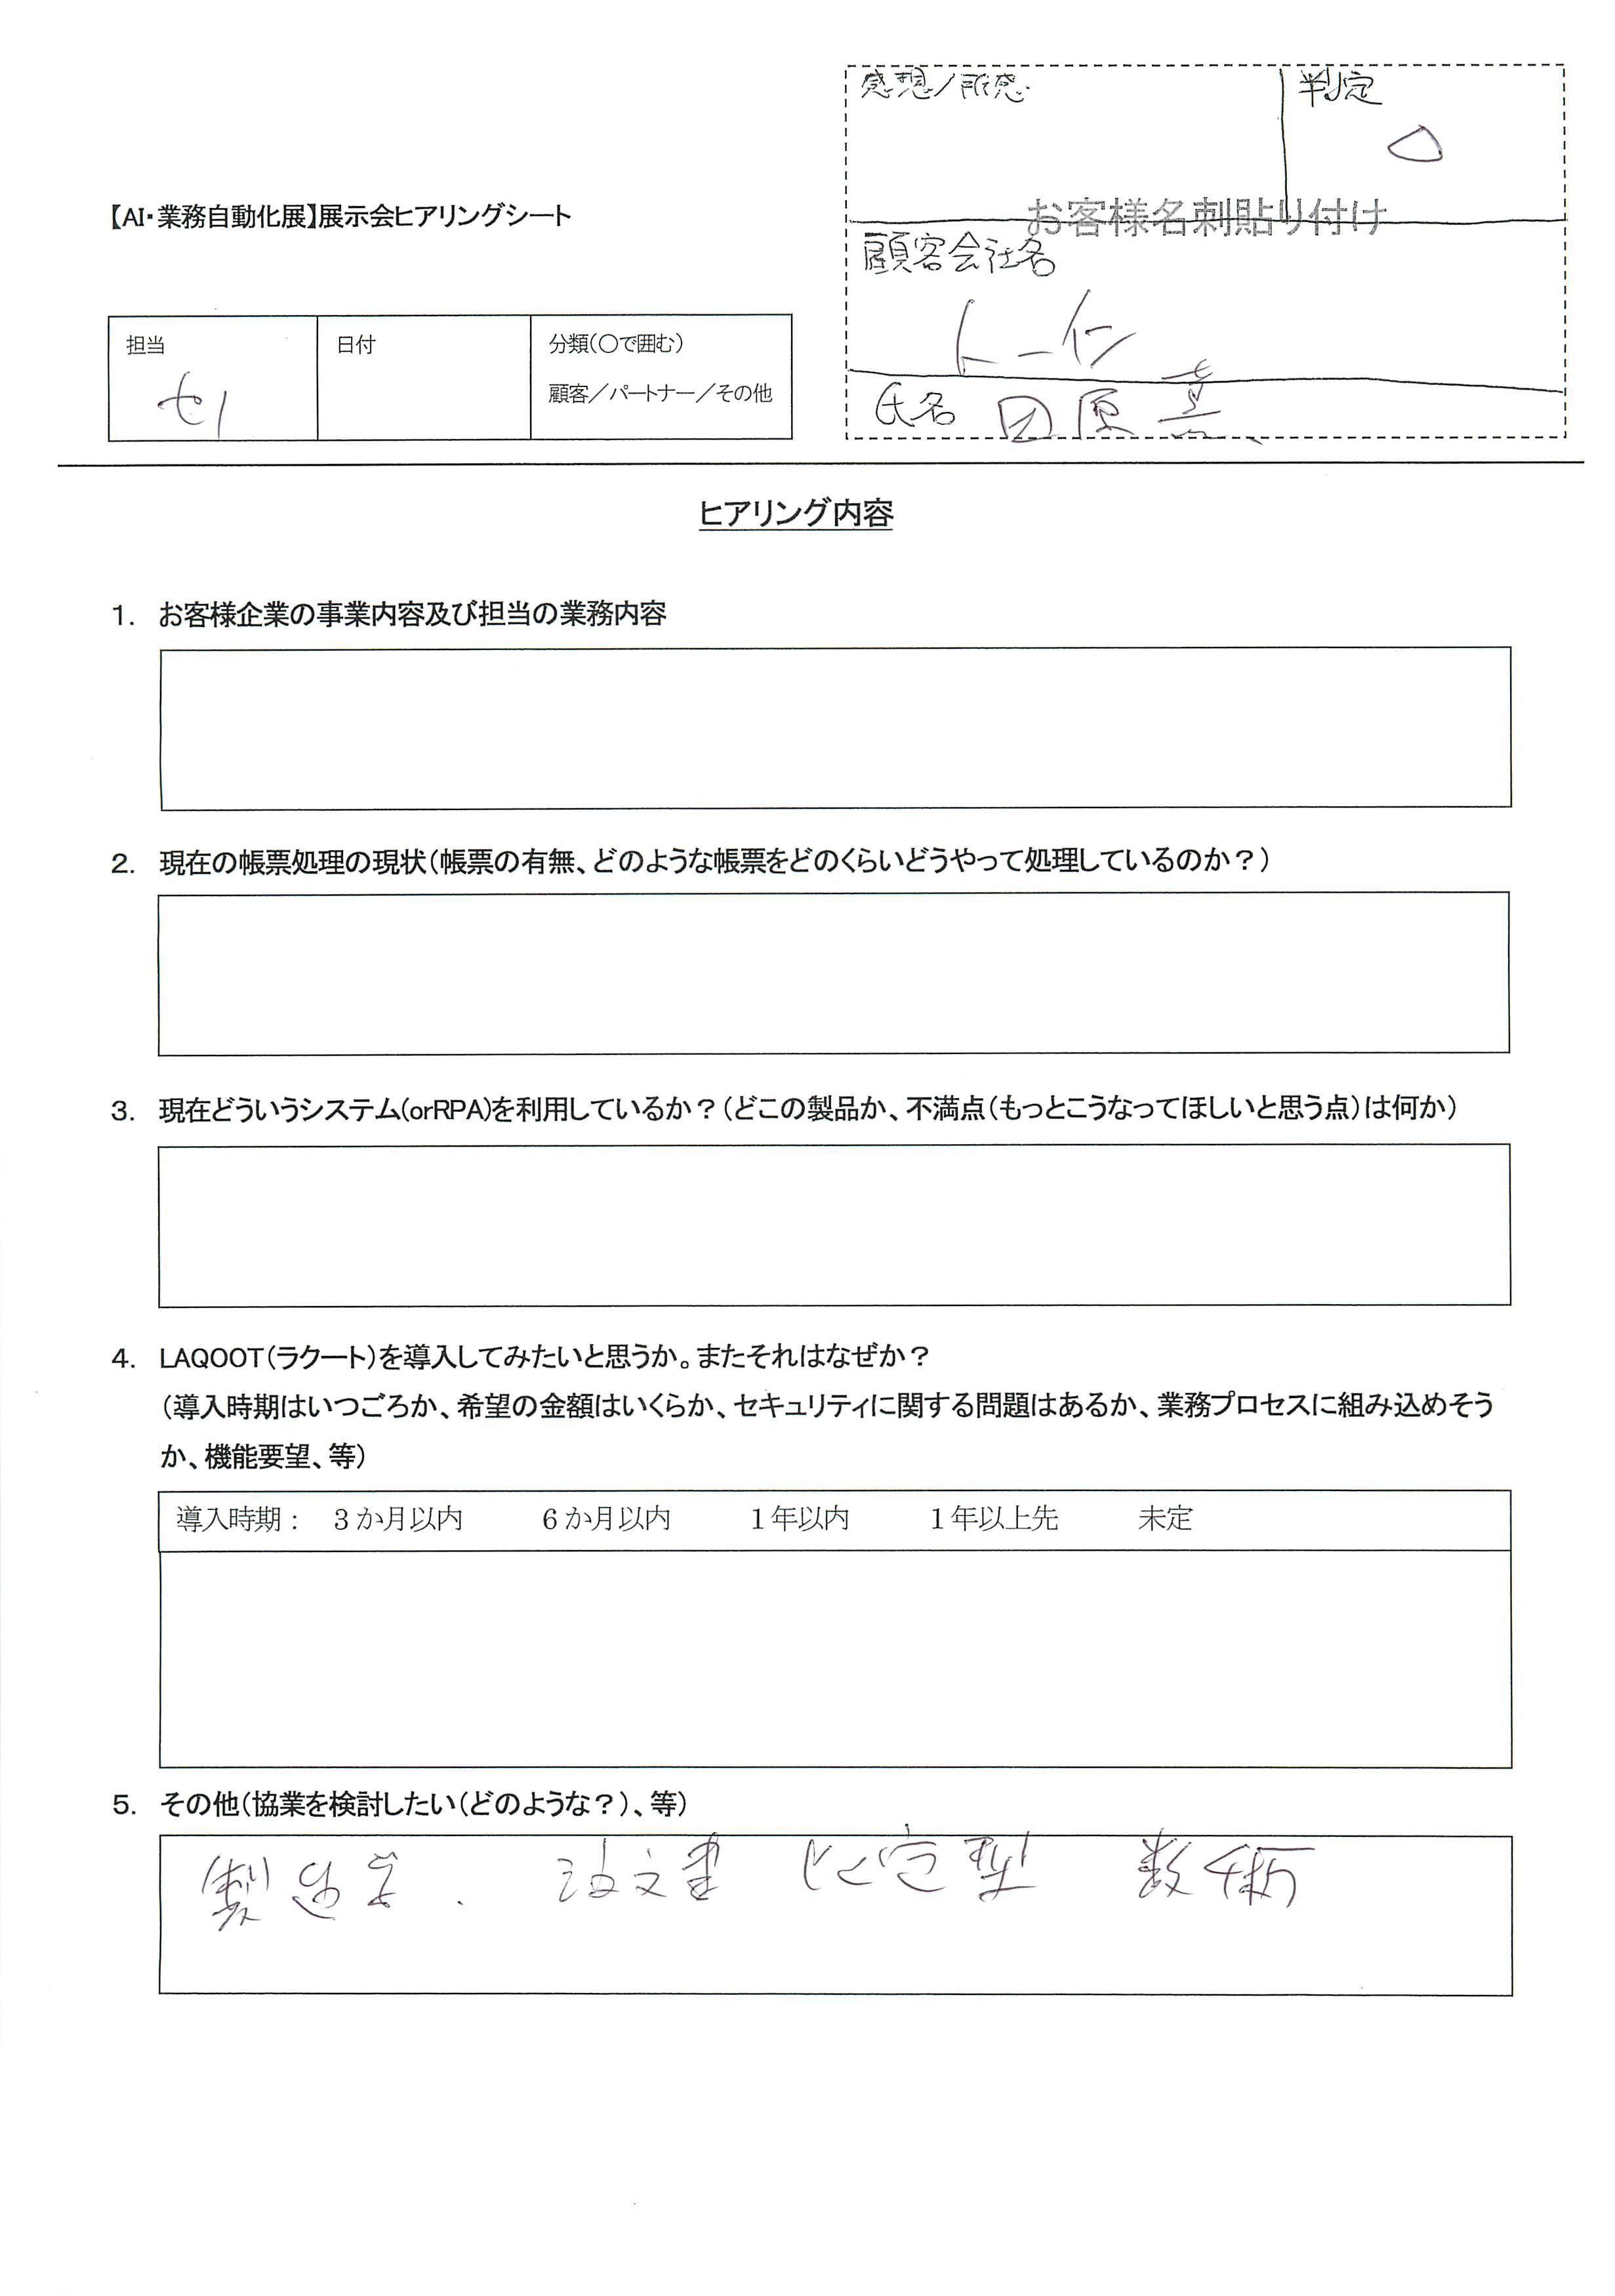 感想/所感 判定
○
お客様名刺貼り付け
【AI・業務自動化展】展示会ヒアリングシート
顧客会社名
トーイン
担当 日付 分類(○で囲む)
顧客/パートナー/その他
氏名 田原
ヒアリング内容
1. お客様企業の事業内容及び担当の業務内容
2. 現在の帳票処理の現状(帳票の有無、どのような帳票をどのくらいどうやって処理しているのか?)
3. 現在どういうシステム(orRPA)を利用しているか?(どこの製品か、不満点(もっとこうなってほしいと思う点)は何か)
4. LAQOOT(ラクート)を導入してみたいと思うか。またそれはなぜか?
(導入時期はいつごろか、希望の金額はいくらか、セキュリティに関する問題はあるか、業務プロセスに組み込めそう
か、機能要望、等)
導入時期: 3か月以内 6か月以内 1年以内 1年以上先 未定
5. その他(協業を検討したい(どのような?)、等)
製造業. 注文書 ヒ定型 数千枚